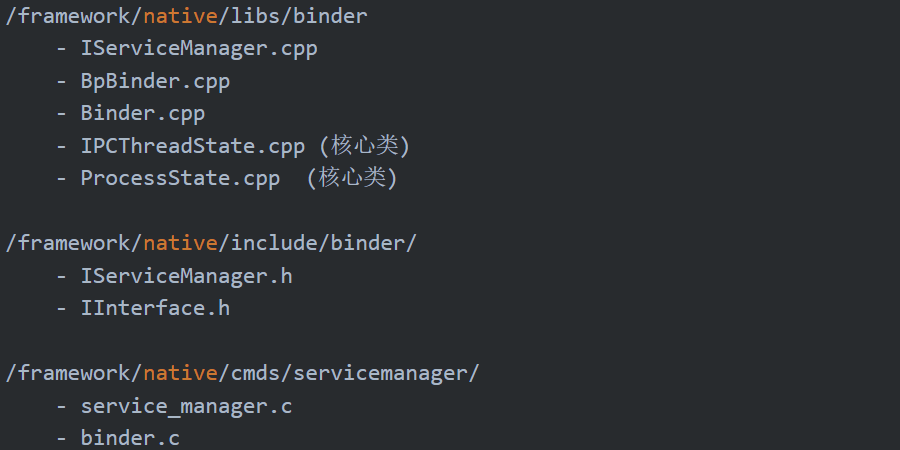 /framework/native/libs/binder
- IServiceManager.cpp
- BpBinder.cpp
- Binder.cpp
- IPCThreadState.cpp (核心类)
- ProcessState.cpp  (核心类)
/framework/native/include/binder/
- IServiceManager.h
- IInterface.h
/framework/native/cmds/servicemanager/
- service_manager.c
- binder.c